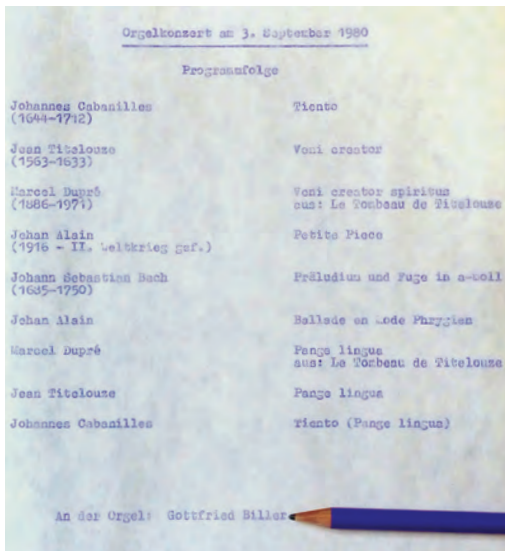 Orgelkonzert am 3. September 1980
Programmfolge
Johannes Cabanilles Tiento
(1644-1712)
Jean Titelouze Veni creator
(1563-1633)
Marcel Dupré Veni creator spiritus
(1886-1971) aus: Le Tombeau de Titelouze
Jehan Alain Petite Piece
(1916 - II. Weltkrieg gef.)
Johann Sebastian Bach Präludium und Fuge in a-moll
(1685-1750)
Jehan Alain Ballade en Mode Phrygien
Marcel Dupré Pange lingua
aus: Le Tombeau de Titelouze
Jean Titelouze Pange lingua
Johannes Cabanilles Tiento (Pange lingua)
An der Orgel: Gottfried Biller